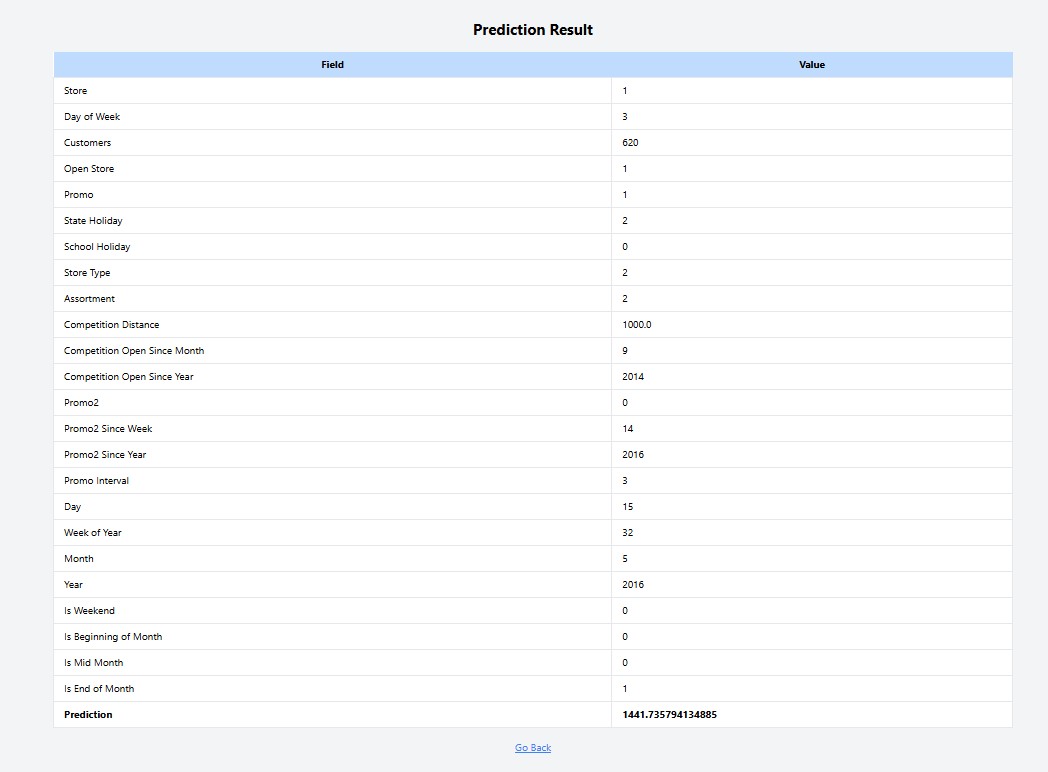 Prediction Result
Field Value
Store 1
Day of Week 3
Customers 620
Open Store 1
Promo 1
State Holiday 2
School Holiday 0
Store Type 2
Assortment 2
Competition Distance 1000.0
Competition Open Since Month 9
Competition Open Since Year 2014
Promo2 0
Promo2 Since Week 14
Promo2 Since Year 2016
Promo Interval 3
Day 15
Week of Year 32
Month 5
Year 2016
Is Weekend 0
Is Beginning of Month 0
Is Mid Month 0
Is End of Month 1
Prediction 1441.735794134885
Go Back